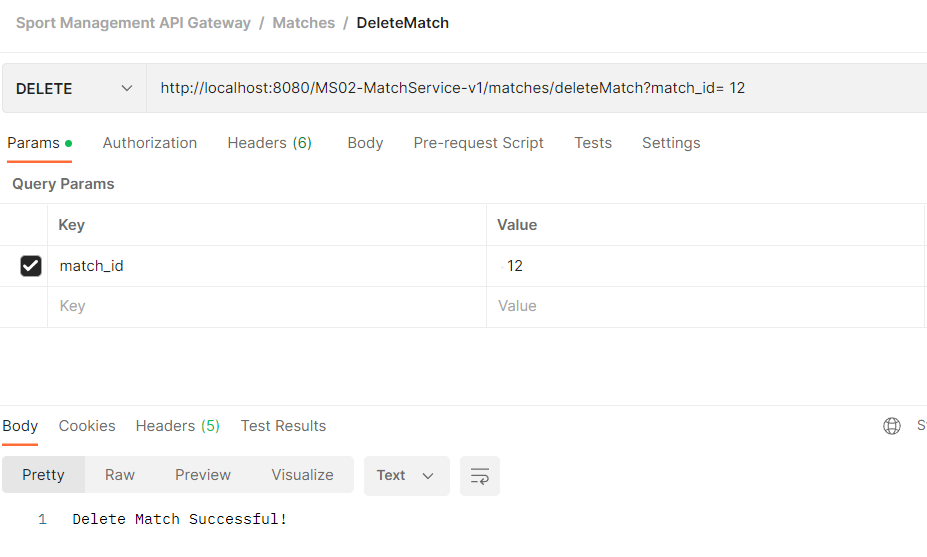 Sport Management API Gateway / Matches / DeleteMatch
DELETE http://localhost:8080/MS02-MatchService-v1/matches/deleteMatch?match_id= 12
Params Authorization Headers (6) Body Pre-request Script Tests Settings
Query Params
Key Value
match_id 12
Key Value
Body Cookies Headers (5) Test Results
Pretty Raw Preview Visualize Text
1 Delete Match Successful!